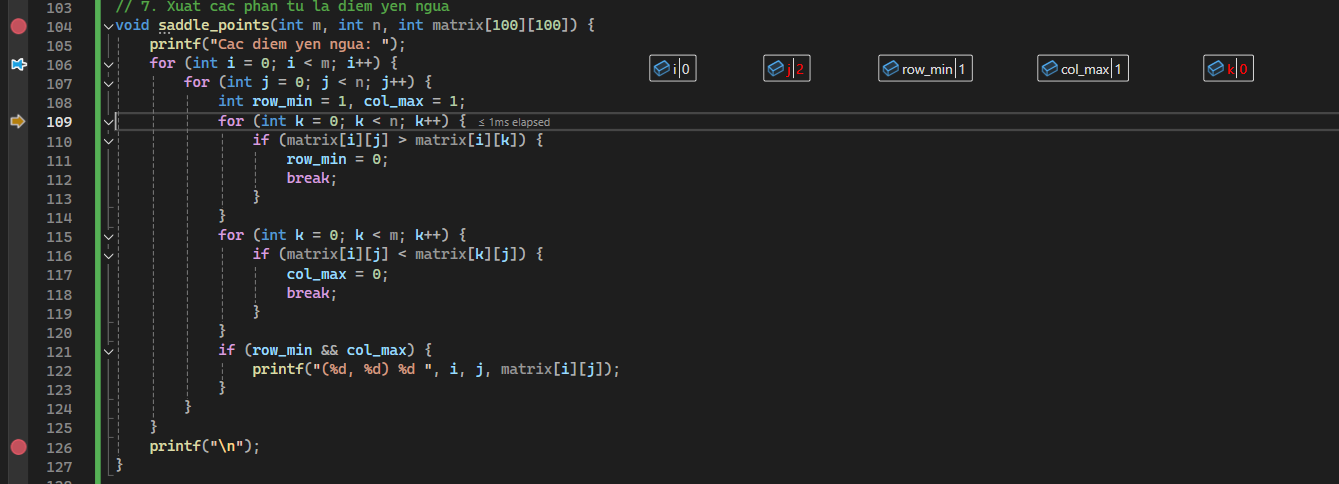 103 // 7. Xuat cac phan tu la diem yen ngua
104 void saddle_points(int m, int n, int matrix[100][100]) {
105     printf("Cac diem yen ngua: ");
106     for (int i = 0; i < m; i++) { i 0 j 2 row_min 1 col_max 1 k 0
107         for (int j = 0; j < n; j++) {
108             int row_min = 1, col_max = 1;
109             for (int k = 0; k < n; k++) { ≤ 1ms elapsed
110                 if (matrix[i][j] > matrix[i][k]) {
111                     row_min = 0;
112                     break;
113                 }
114             }
115             for (int k = 0; k < m; k++) {
116                 if (matrix[i][j] < matrix[k][j]) {
117                     col_max = 0;
118                     break;
119                 }
120             }
121             if (row_min && col_max) {
122                 printf("(%d, %d) %d ", i, j, matrix[i][j]);
123             }
124         }
125     }
126     printf("\n");
127 }